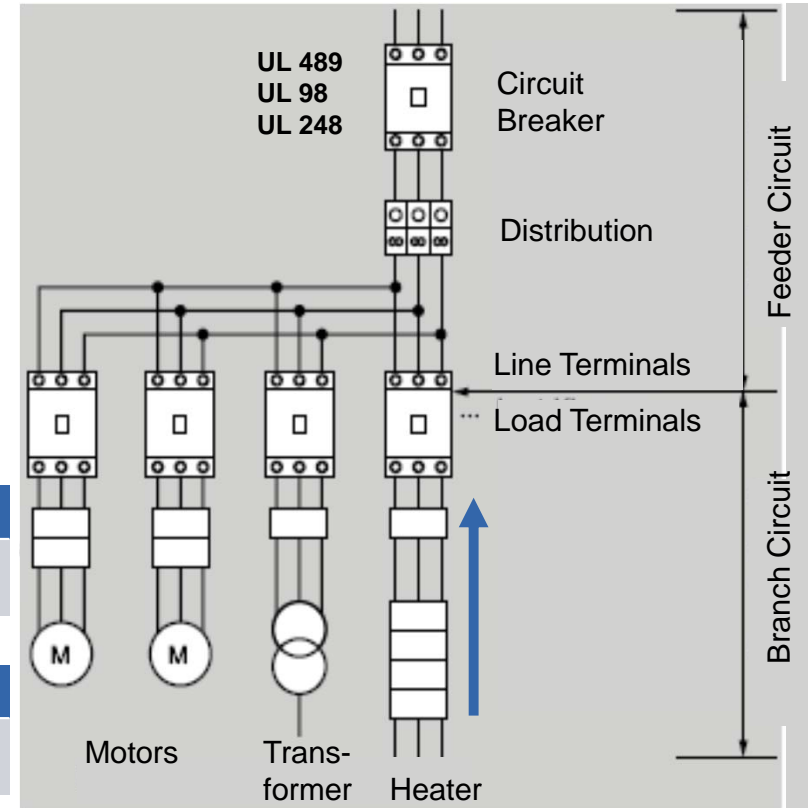 UL 489
UL 98
UL 248
Circuit
Breaker
Distribution
Feeder Circuit
Line Terminals
... Load Terminals
Branch Circuit
M
M
Motors
Trans-
former
Heater